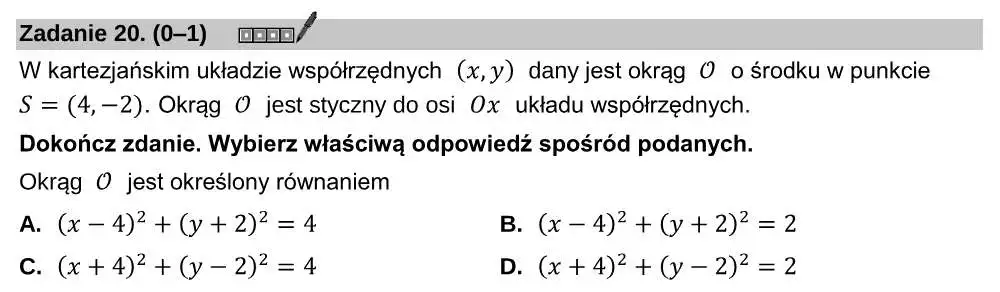 Zadanie 20. (0–1)
W kartezjańskim układzie współrzędnych (x, y) dany jest okrąg 𝒪 o środku w punkcie
S = (4, −2). Okrąg 𝒪 jest styczny do osi Ox układu współrzędnych.
Dokończ zdanie. Wybierz właściwą odpowiedź spośród podanych.
Okrąg 𝒪 jest określony równaniem
A. (x − 4)² + (y + 2)² = 4 B. (x − 4)² + (y + 2)² = 2
C. (x + 4)² + (y − 2)² = 4 D. (x + 4)² + (y − 2)² = 2